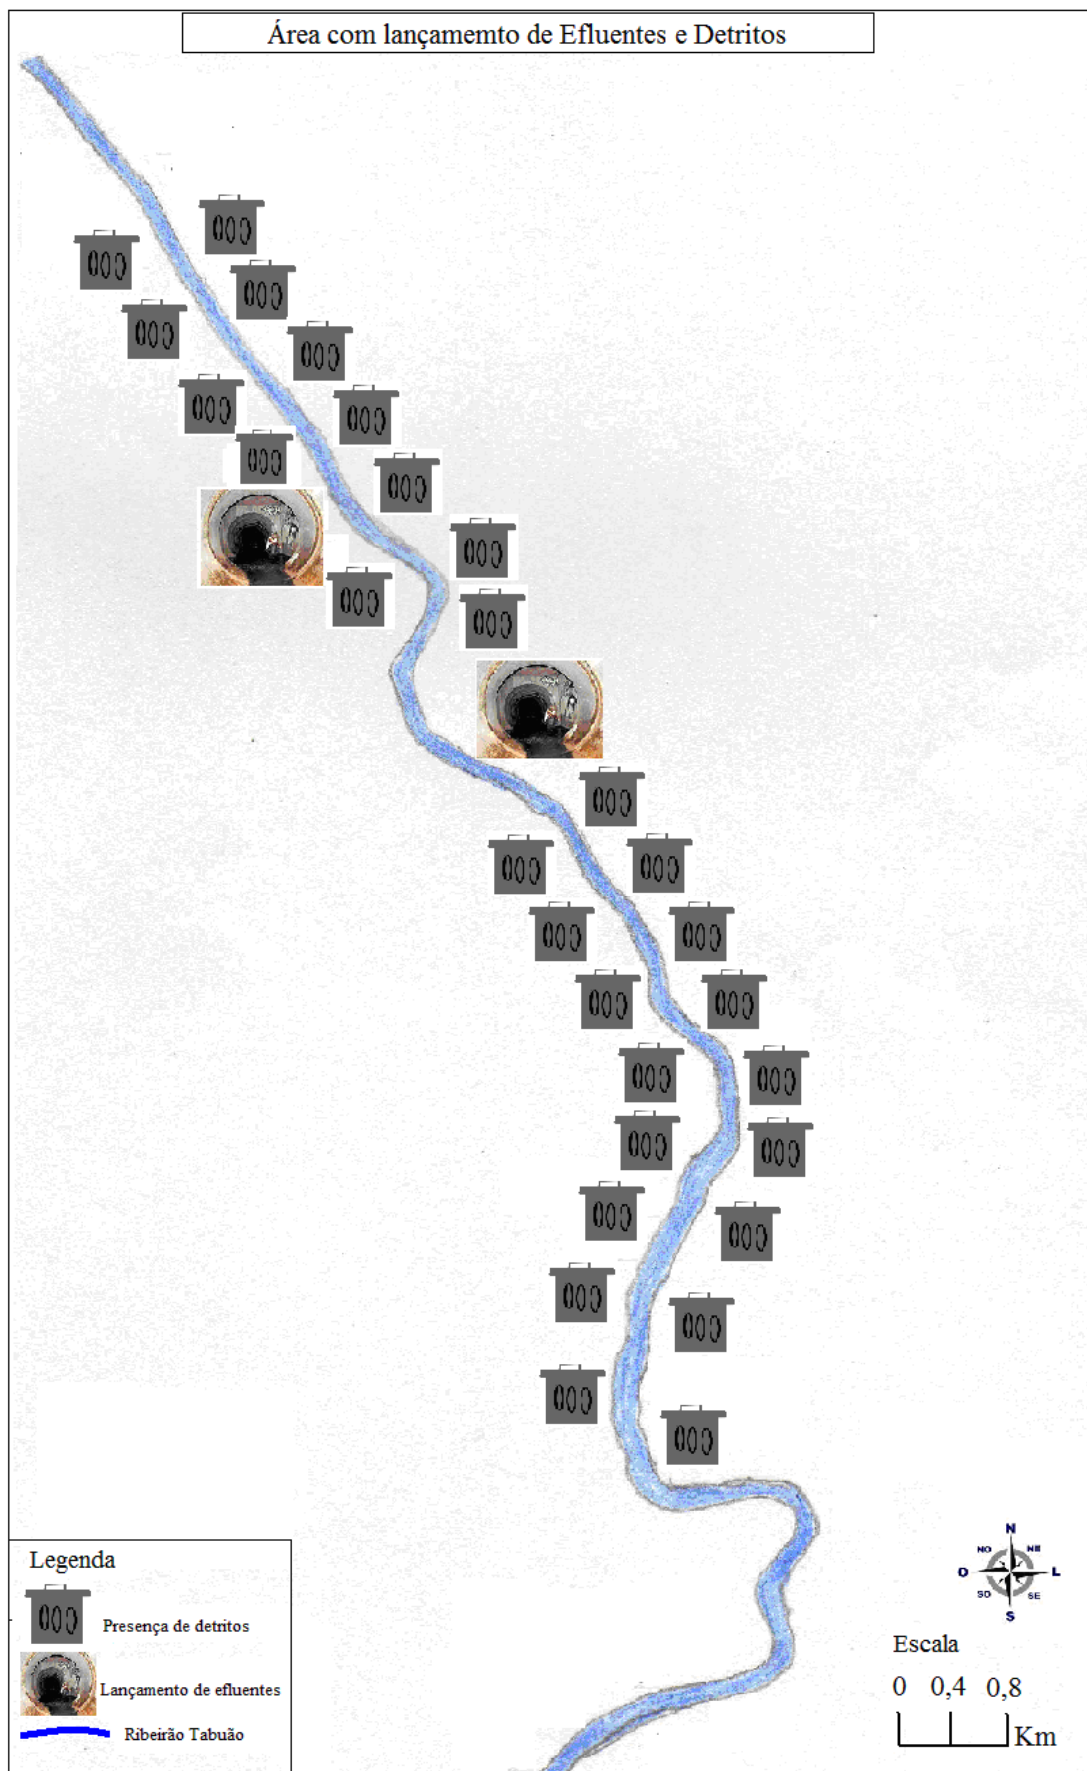 Área com lançamemto de Efluentes e Detritos
N
NO
NE
O
L
SO
SE
S
Legenda
Presença de detritos
Lançamento de efluentes
Ribeirão Tabuão
Escala
0 0,4 0,8
Km